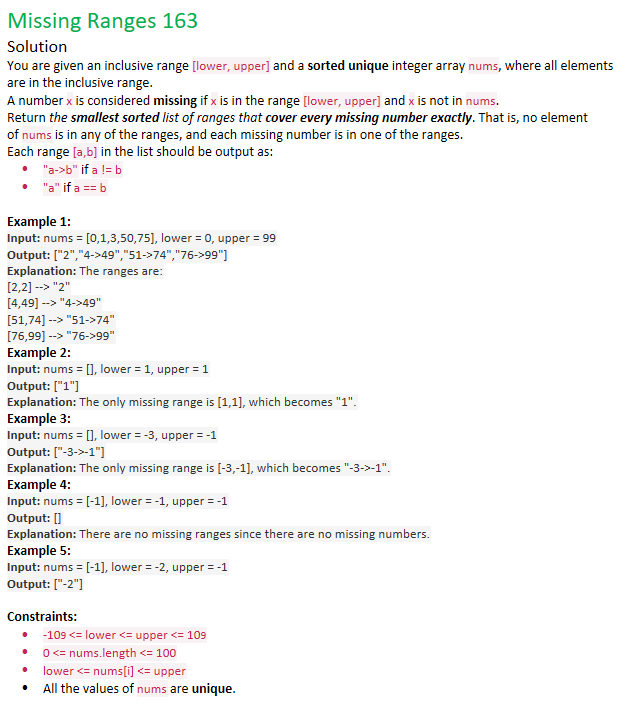 Missing Ranges 163
Solution
You are given an inclusive range [lower, upper] and a sorted unique integer array nums, where all elements
are in the inclusive range.
A number x is considered missing if x is in the range [lower, upper] and x is not in nums.
Return the smallest sorted list of ranges that cover every missing number exactly. That is, no element
of nums is in any of the ranges, and each missing number is in one of the ranges.
Each range [a,b] in the list should be output as:
• "a->b" if a != b
• "a" if a == b
Example 1:
Input: nums = [0,1,3,50,75], lower = 0, upper = 99
Output: ["2","4->49","51->74","76->99"]
Explanation: The ranges are:
[2,2] --> "2"
[4,49] --> "4->49"
[51,74] --> "51->74"
[76,99] --> "76->99"
Example 2:
Input: nums = [], lower = 1, upper = 1
Output: ["1"]
Explanation: The only missing range is [1,1], which becomes "1".
Example 3:
Input: nums = [], lower = -3, upper = -1
Output: ["-3->-1"]
Explanation: The only missing range is [-3,-1], which becomes "-3->-1".
Example 4:
Input: nums = [-1], lower = -1, upper = -1
Output: []
Explanation: There are no missing ranges since there are no missing numbers.
Example 5:
Input: nums = [-1], lower = -2, upper = -1
Output: ["-2"]
Constraints:
• -109 <= lower <= upper <= 109
• 0 <= nums.length <= 100
• lower <= nums[i] <= upper
• All the values of nums are unique.